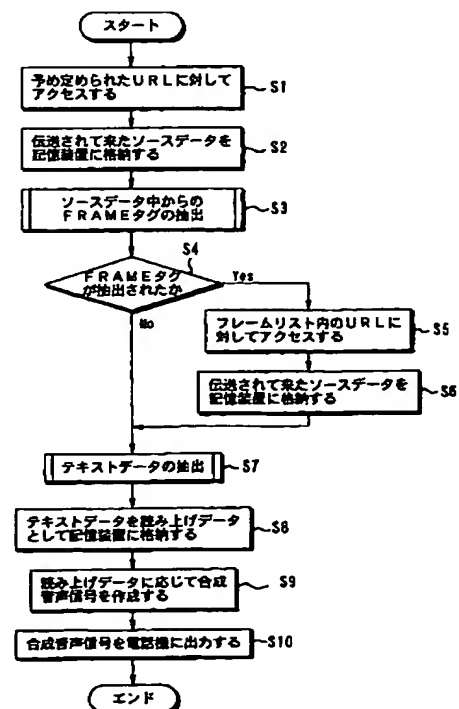 スタート
予め定められたURLに対して
アクセスする
S1
伝送されて来たソースデータを
記憶装置に格納する
S2
ソースデータ中からの
FRAMEタグの抽出
S3
S4
FRAMEタグ
が抽出されたか
Yes
No
フレームリスト内のURLに
対してアクセスする
S5
伝送されて来たソースデータを
記憶装置に格納する
S6
テキストデータの抽出
S7
テキストデータを読み上げデータ
として記憶装置に格納する
S8
読み上げデータに応じて合成
音声信号を作成する
S9
合成音声信号を電話機に出力する
S10
エンド